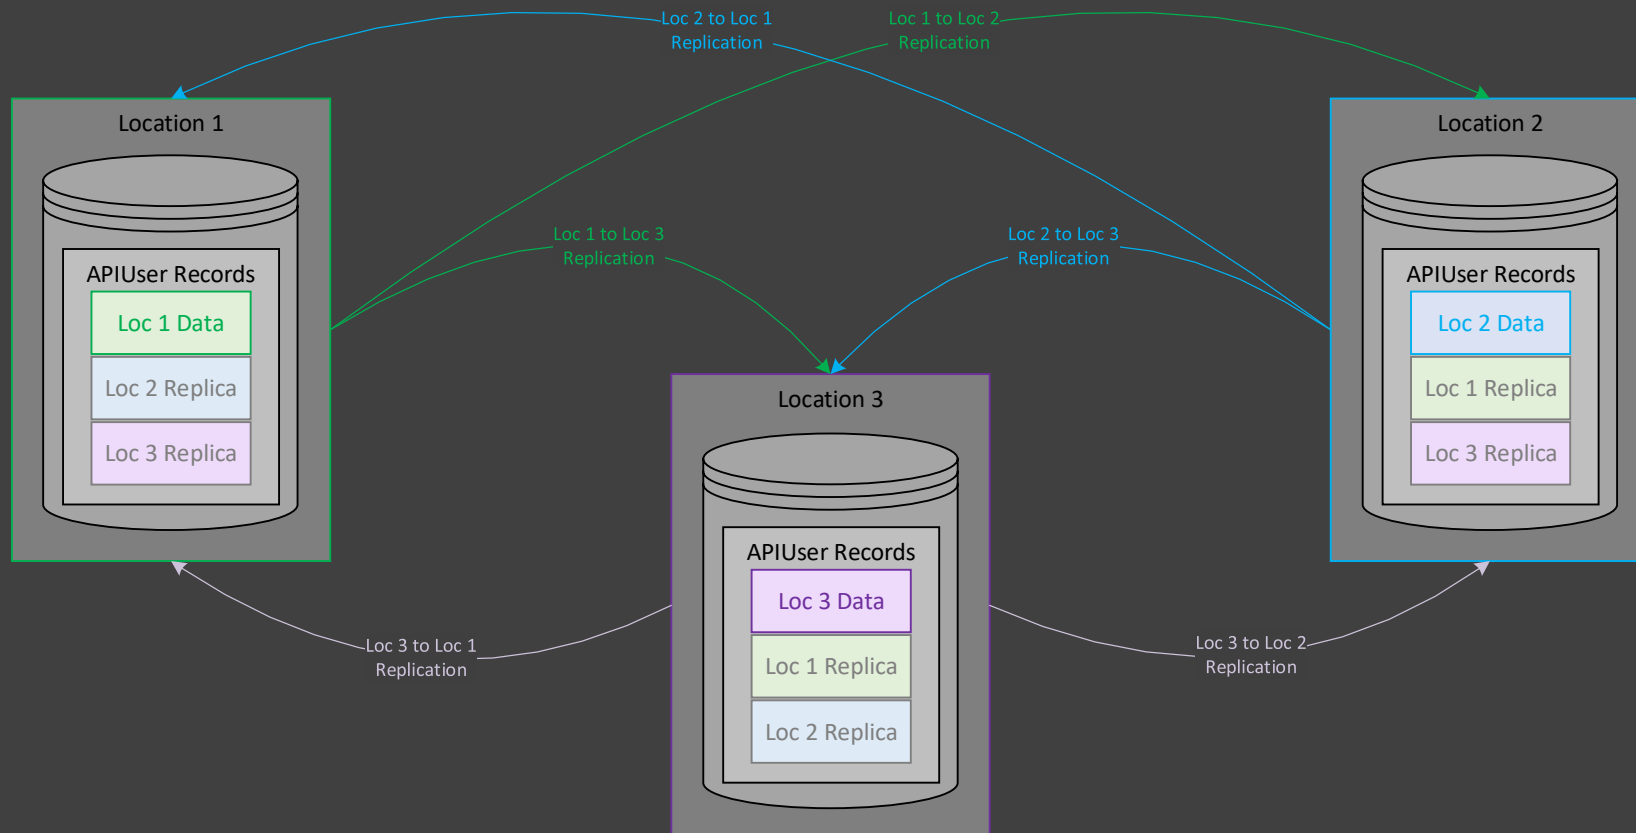 Loc 2 to Loc 1
Replication
Loc 1 to Loc 2
Replication
Location 1
APIUser Records
Loc 1 Data
Loc 2 Replica
Loc 3 Replica
Loc 1 to Loc 3
Replication
Loc 2 to Loc 3
Replication
Location 2
APIUser Records
Loc 2 Data
Loc 1 Replica
Loc 3 Replica
Location 3
APIUser Records
Loc 3 Data
Loc 1 Replica
Loc 2 Replica
Loc 3 to Loc 1
Replication
Loc 3 to Loc 2
Replication